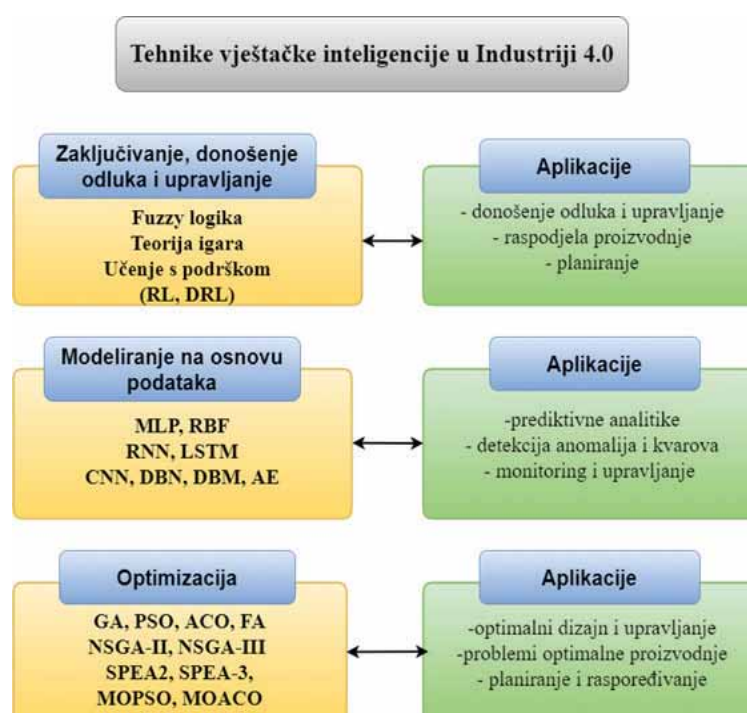 Tehnike vještačke inteligencije u Industriji 4.0
Zaključivanje, donošenje
odluka i upravljanje
Fuzzy logika
Teorija igara
Učenje s podrškom
(RL, DRL)
Aplikacije
- donošenje odluka i upravljanje
- raspodjela proizvodnje
- planiranje
Modeliranje na osnovu
podataka
MLP, RBF
RNN, LSTM
CNN, DBN, DBM, AE
Aplikacije
-prediktivne analitike
- detekcija anomalija i kvarova
- monitoring i upravljanje
Optimizacija
GA, PSO, ACO, FA
NSGA-II, NSGA-III
SPEA2, SPEA-3,
MOPSO, MOACO
Aplikacije
-optimalni dizajn i upravljanje
-problemi optimalne proizvodnje
- planiranje i raspoređivanje